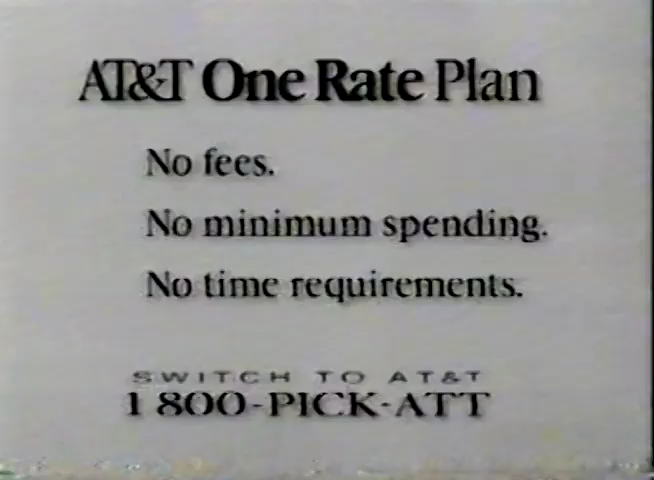 AT&T One Rate Plan
No fees.
No minimum spending.
No time requirements.
SWITCH TO AT&T
1 800-PICK-ATT